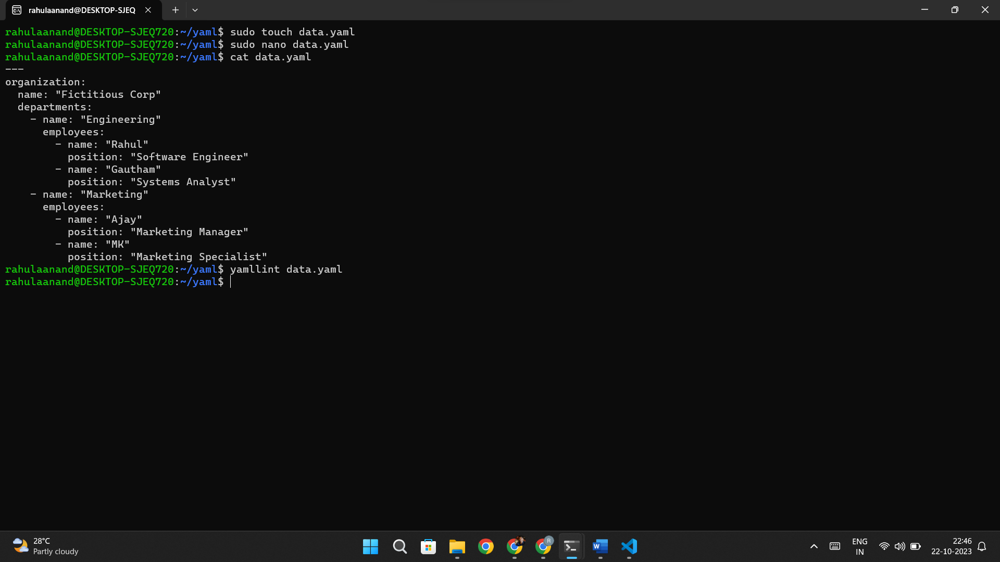 rahulaanand@DESKTOP-SJEQ
rahulaanand@DESKTOP-SJEQ720:~/yaml$ sudo touch data.yaml
rahulaanand@DESKTOP-SJEQ720:~/yaml$ sudo nano data.yaml
rahulaanand@DESKTOP-SJEQ720:~/yaml$ cat data.yaml
---
organization:
  name: "Fictitious Corp"
  departments:
    - name: "Engineering"
      employees:
        - name: "Rahul"
          position: "Software Engineer"
        - name: "Gautham"
          position: "Systems Analyst"
    - name: "Marketing"
      employees:
        - name: "Ajay"
          position: "Marketing Manager"
        - name: "MK"
          position: "Marketing Specialist"
rahulaanand@DESKTOP-SJEQ720:~/yaml$ yamllint data.yaml
rahulaanand@DESKTOP-SJEQ720:~/yaml$
28°C
Partly cloudy
R
W
ENG
IN
22:46
22-10-2023